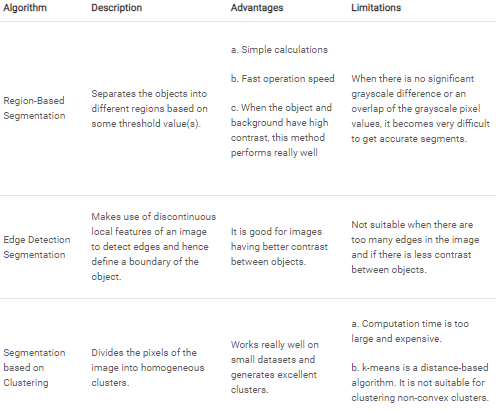 Algorithm Description Advantages Limitations
Region-Based
Segmentation
Separates the objects into
different regions based on
some threshold value(s).
a. Simple calculations
b. Fast operation speed
c. When the object and
background have high
contrast, this method
performs really well
When there is no significant
grayscale difference or an
overlap of the grayscale pixel
values, it becomes very difficult
to get accurate segments.
Edge Detection
Segmentation
Makes use of discontinuous
local features of an image
to detect edges and hence
define a boundary of the
object.
It is good for images
having better contrast
between objects.
Not suitable when there are
too many edges in the image
and if there is less contrast
between objects.
Segmentation
based on
Clustering
Divides the pixels of the
image into homogeneous
clusters.
Works really well on
small datasets and
generates excellent
clusters.
a. Computation time is too
large and expensive.
b. k-means is a distance-based
algorithm. It is not suitable for
clustering non-convex clusters.